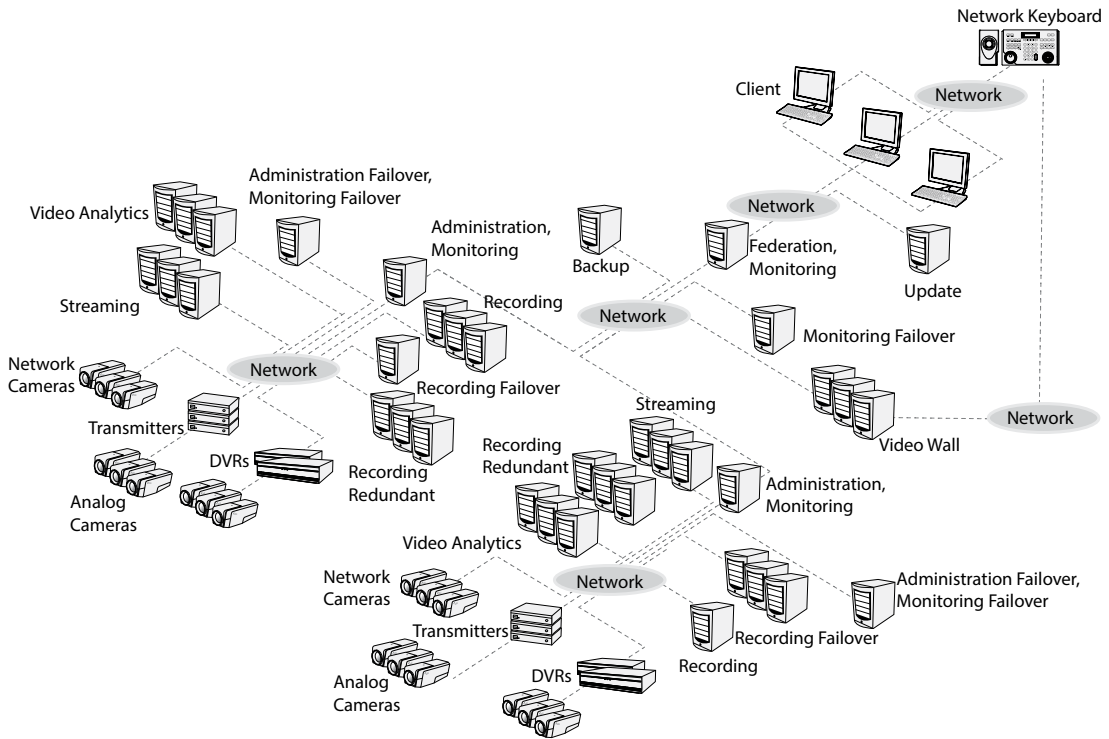 Network Keyboard
Client
Network
Administration Failover,
Monitoring Failover
Video Analytics
Administration,
Monitoring
Network
Federation,
Monitoring
Backup
Update
Streaming
Recording
Network
Monitoring Failover
Network
Cameras
Network
Recording Failover
Transmitters
Streaming
Network
Video Wall
DVRs
Recording
Redundant
Recording
Redundant
Analog
Cameras
Administration,
Monitoring
Video Analytics
Network
Cameras
Network
Administration Failover,
Monitoring Failover
Transmitters
Recording Failover
Recording
Analog
Cameras
DVRs